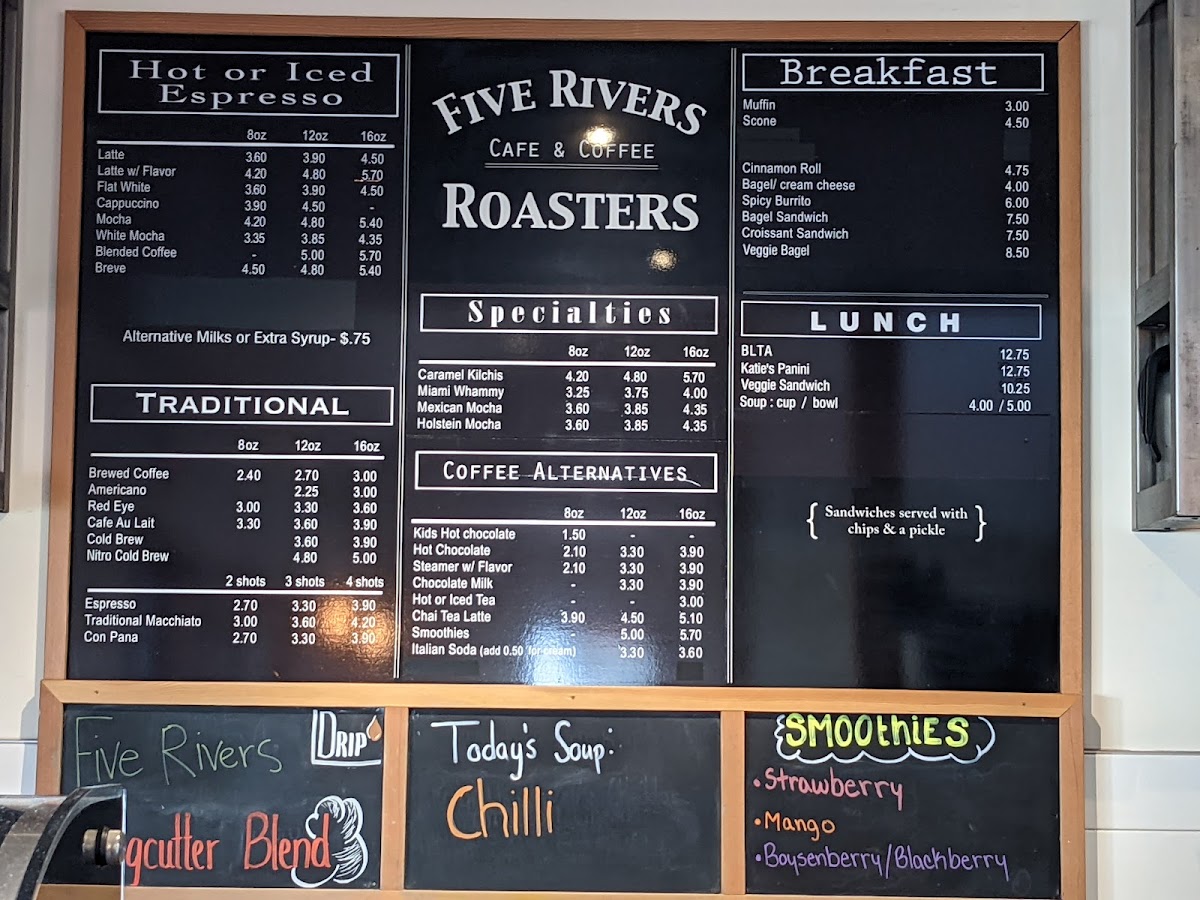 Hot or Iced
Espresso
8oz 12oz 16oz
Latte 3.60 3.90 4.50
Latte w/ Flavor 4.20 4.80 5.70
Flat White 3.60 3.90 4.50
Cappuccino 3.90 4.50 -
Mocha 4.20 4.80 5.40
White Mocha 3.35 3.85 4.35
Blended Coffee - 5.00 5.70
Breve 4.50 4.80 5.40
Alternative Milks or Extra Syrup- $.75
TRADITIONAL
8oz 12oz 16oz
Brewed Coffee 2.40 2.70 3.00
Americano 2.25 3.00
Red Eye 3.00 3.30 3.60
Cafe Au Lait 3.30 3.60 3.90
Cold Brew 3.60 3.90
Nitro Cold Brew 4.80 5.00
2 shots 3 shots 4 shots
Espresso 2.70 3.30 3.90
Traditional Macchiato 3.00 3.60 4.20
Con Pana 2.70 3.30 3.90
FIVE RIVERS
CAFE & COFFEE
ROASTERS
Specialties
8oz 12oz 16oz
Caramel Kilchis 4.20 4.80 5.70
Miami Whammy 3.25 3.75 4.00
Mexican Mocha 3.60 3.85 4.35
Holstein Mocha 3.60 3.85 4.35
COFFEE ALTERNATIVES
8oz 12oz 16oz
Kids Hot chocolate 1.50 - -
Hot Chocolate 2.10 3.30 3.90
Steamer w/ Flavor 2.10 3.30 3.90
Chocolate Milk - 3.30 3.90
Hot or Iced Tea - - 3.00
Chai Tea Latte 3.90 4.50 5.10
Smoothies - 5.00 5.70
Italian Soda (add 0.50 for cream) 3.30 3.60
Breakfast
Muffin 3.00
Scone 4.50
Cinnamon Roll 4.75
Bagel/ cream cheese 4.00
Spicy Burrito 6.00
Bagel Sandwich 7.50
Croissant Sandwich 7.50
Veggie Bagel 8.50
LUNCH
BLTA 12.75
Katie's Panini 12.75
Veggie Sandwich 10.25
Soup : cup / bowl 4.00 / 5.00
{ Sandwiches served with
chips & a pickle }
Five Rivers DRIP
gcutter Blend
Today's Soup:
Chilli
SMOOthiES
•Strawberry
•Mango
•Boysenberry/Blackberry